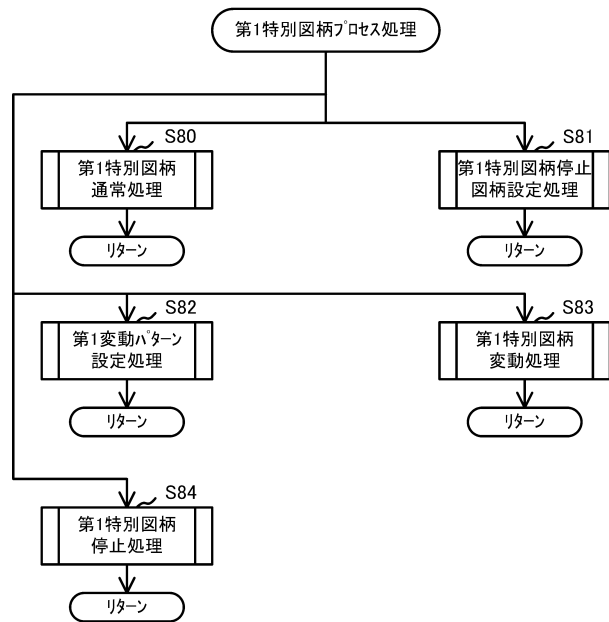 第1特別図柄ﾌﾟﾛｾｽ処理
S80
第1特別図柄
通常処理
ﾘﾀｰﾝ
S81
第1特別図柄停止
図柄設定処理
ﾘﾀｰﾝ
S82
第1変動ﾊﾟﾀｰﾝ
設定処理
ﾘﾀｰﾝ
S83
第1特別図柄
変動処理
ﾘﾀｰﾝ
S84
第1特別図柄
停止処理
ﾘﾀｰﾝ